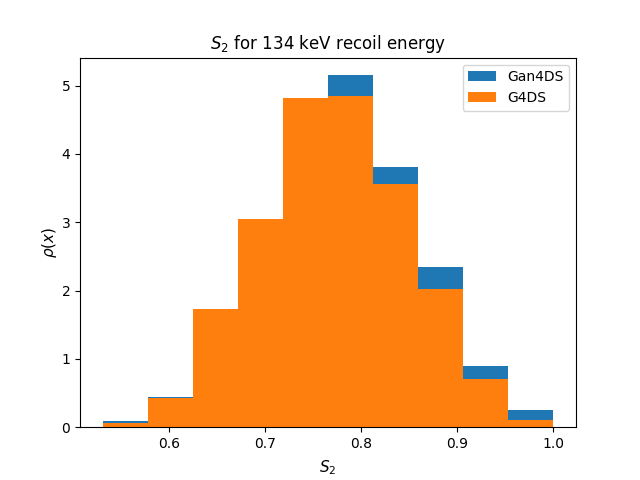 S₂ for 134 keV recoil energy
Gan4DS
G4DS
ρ(x)
5
4
3
2
1
0
0.6 0.7 0.8 0.9 1.0
S₂